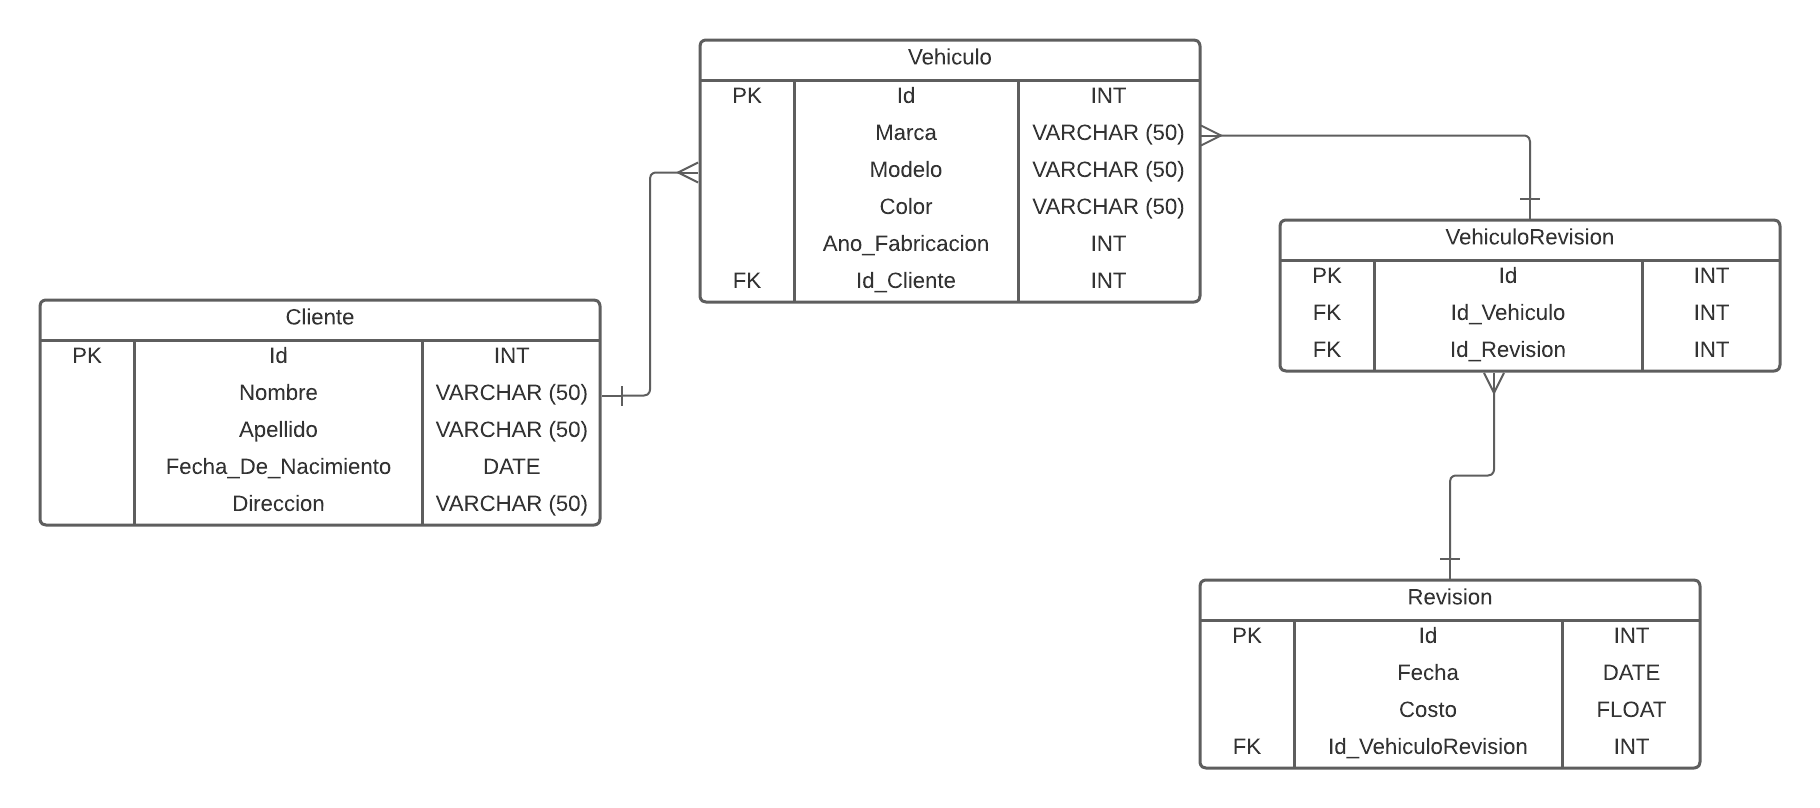 Vehiculo
PK Id INT
Marca VARCHAR (50)
Modelo VARCHAR (50)
Color VARCHAR (50)
Ano_Fabricacion INT
FK Id_Cliente INT
VehiculoRevision
PK Id INT
FK Id_Vehiculo INT
FK Id_Revision INT
Cliente
PK Id INT
Nombre VARCHAR (50)
Apellido VARCHAR (50)
Fecha_De_Nacimiento DATE
Direccion VARCHAR (50)
Revision
PK Id INT
Fecha DATE
Costo FLOAT
FK Id_VehiculoRevision INT